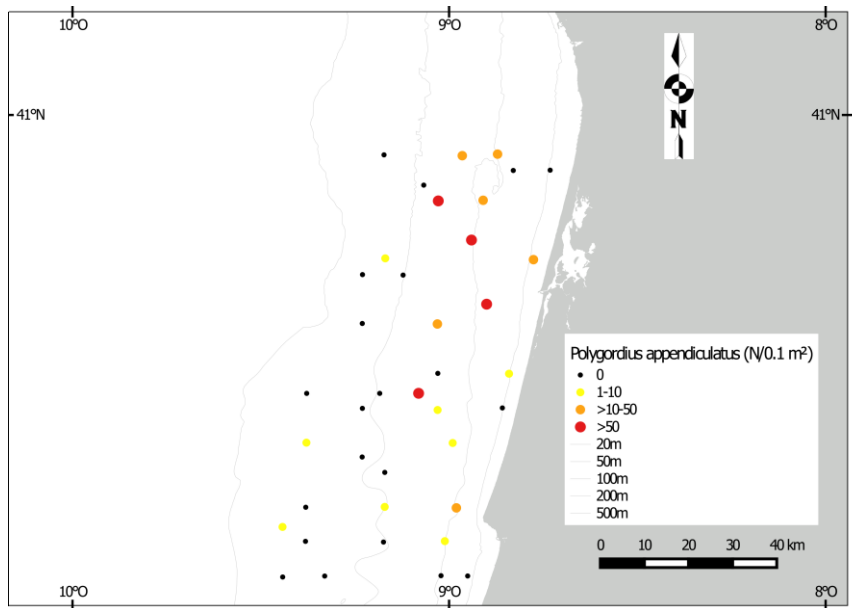 10ºO 9ºO 8ºO
41ºN 41ºN
N
Polygordius appendiculatus (N/0.1 m²)
0
1-10
>10-50
>50
20m
50m
100m
200m
500m
0 10 20 30 40 km
10ºO 9ºO 8ºO